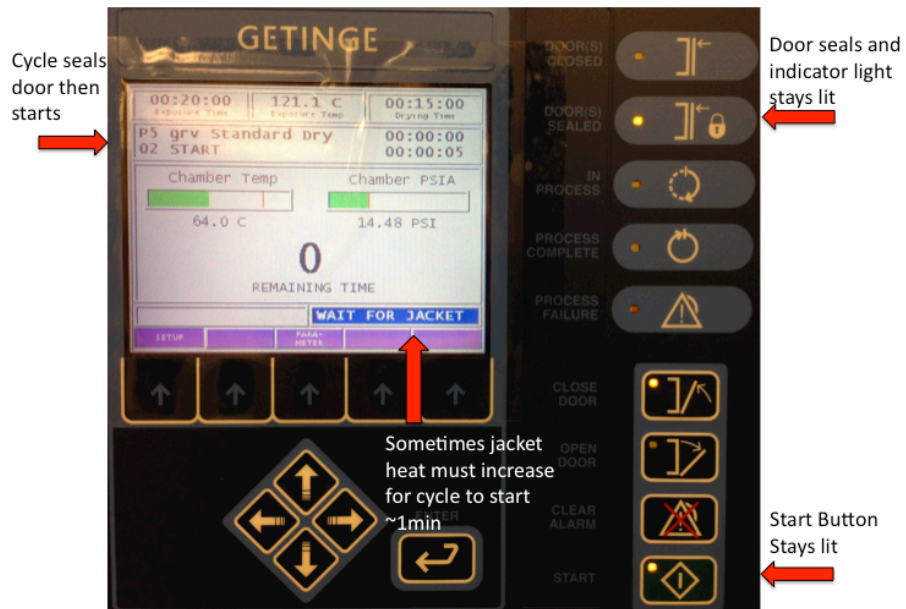 GETINGE
Cycle seals
door then
starts
00:20:00 121.1 C 00:15:00
Exposure Time Exposure Temp Drying Time
P5 grv Standard Dry 00:00:00
02 START 00:00:05
Chamber Temp Chamber PSIA
64.0 C 14.48 PSI
0
REMAINING TIME
WAIT FOR JACKET
SETUP PARA-
METER
DOOR(S)
CLOSED
Door seals and
indicator light
stays lit
DOOR(S)
SEALED
IN
PROCESS
PROCESS
COMPLETE
PROCESS
FAILURE
CLOSE
DOOR
Sometimes jacket
heat must increase
for cycle to start
~1min
OPEN
DOOR
CLEAR
ALARM
ENTER
START
Start Button
Stays lit